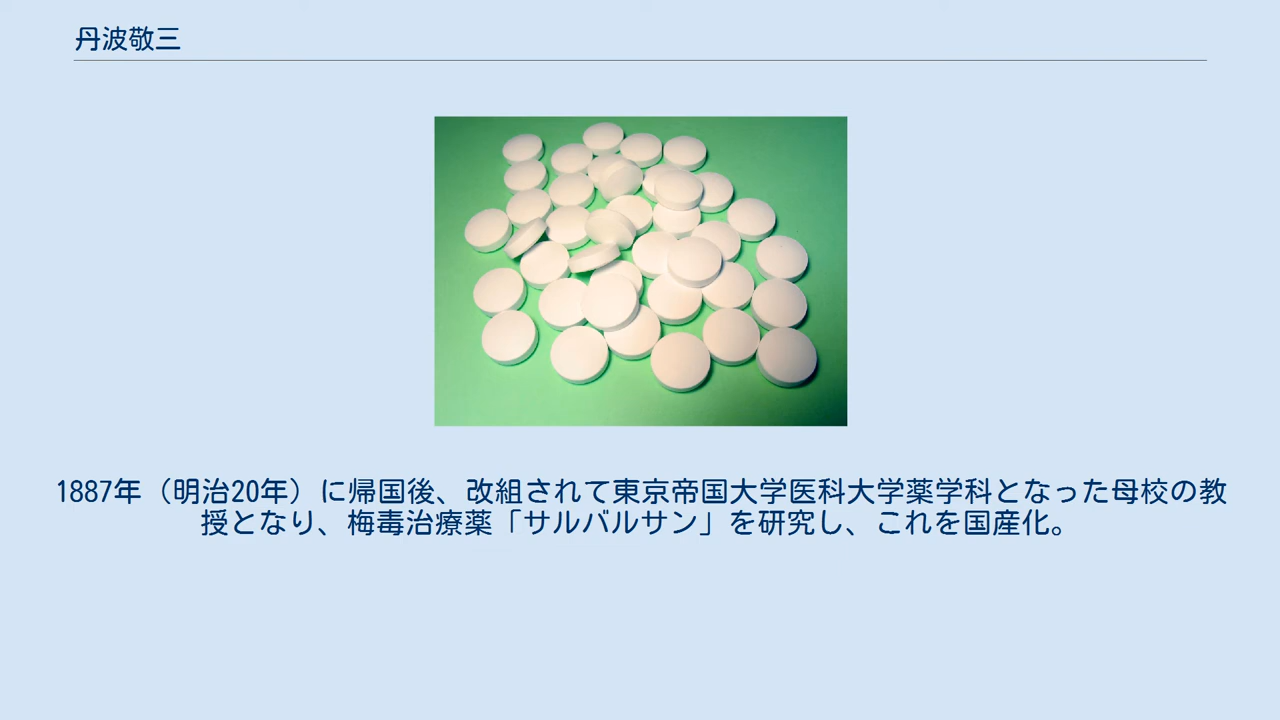 丹波敬三
1887年（明治20年）に帰国後、改組されて東京帝国大学医科大学薬学科となった母校の教
授となり、梅毒治療薬「サルバルサン」を研究し、これを国産化。